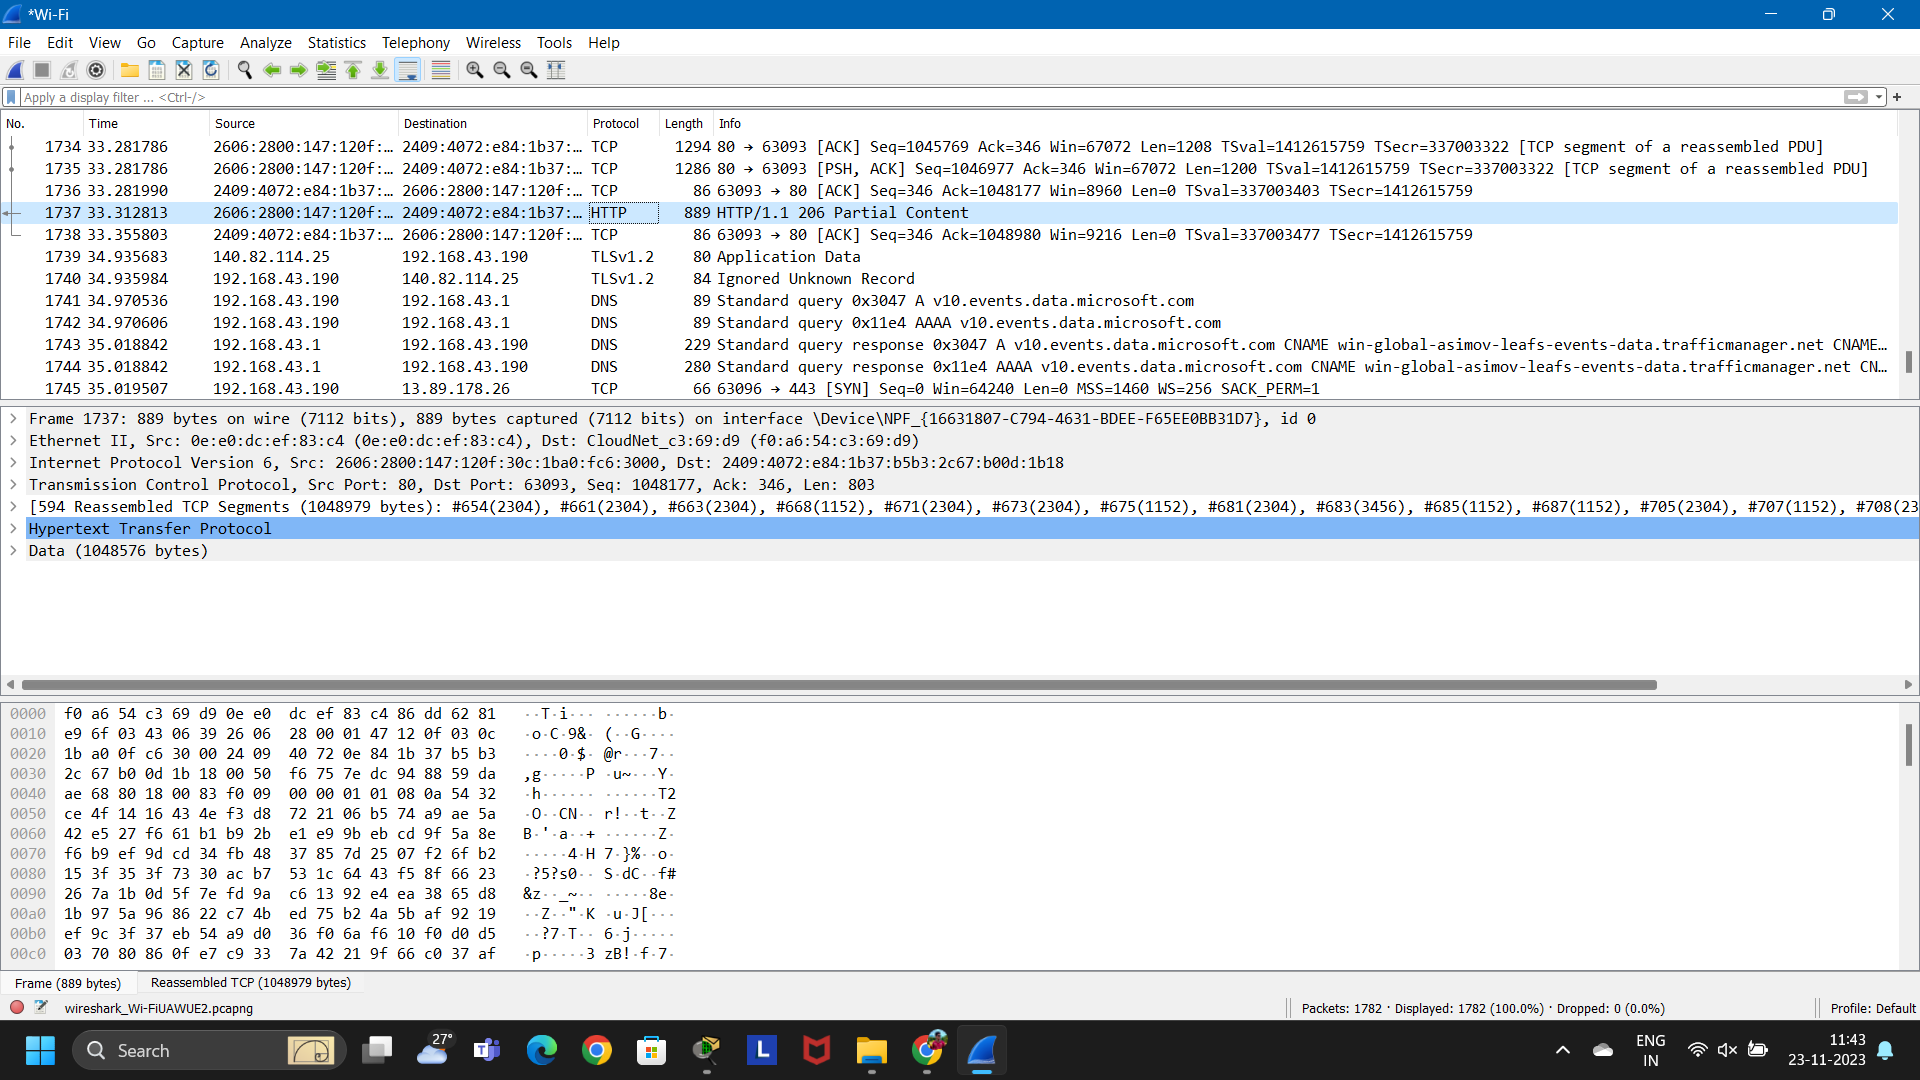 *Wi-Fi
File Edit View Go Capture Analyze Statistics Telephony Wireless Tools Help
Apply a display filter ... <Ctrl-/>
No. Time Source Destination Protocol Length Info
1734 33.281786 2606:2800:147:120f:… 2409:4072:e84:1b37:… TCP 1294 80 → 63093 [ACK] Seq=1045769 Ack=346 Win=67072 Len=1208 TSval=1412615759 TSecr=337003322 [TCP segment of a reassembled PDU]
1735 33.281786 2606:2800:147:120f:… 2409:4072:e84:1b37:… TCP 1286 80 → 63093 [PSH, ACK] Seq=1046977 Ack=346 Win=67072 Len=1200 TSval=1412615759 TSecr=337003322 [TCP segment of a reassembled PDU]
1736 33.281990 2409:4072:e84:1b37:… 2606:2800:147:120f:… TCP 86 63093 → 80 [ACK] Seq=346 Ack=1048177 Win=8960 Len=0 TSval=337003403 TSecr=1412615759
1737 33.312813 2606:2800:147:120f:… 2409:4072:e84:1b37:… HTTP 889 HTTP/1.1 206 Partial Content
1738 33.355803 2409:4072:e84:1b37:… 2606:2800:147:120f:… TCP 86 63093 → 80 [ACK] Seq=346 Ack=1048980 Win=9216 Len=0 TSval=337003477 TSecr=1412615759
1739 34.935683 140.82.114.25 192.168.43.190 TLSv1.2 80 Application Data
1740 34.935984 192.168.43.190 140.82.114.25 TLSv1.2 84 Ignored Unknown Record
1741 34.970536 192.168.43.190 192.168.43.1 DNS 89 Standard query 0x3047 A v10.events.data.microsoft.com
1742 34.970606 192.168.43.190 192.168.43.1 DNS 89 Standard query 0x11e4 AAAA v10.events.data.microsoft.com
1743 35.018842 192.168.43.1 192.168.43.190 DNS 229 Standard query response 0x3047 A v10.events.data.microsoft.com CNAME win-global-asimov-leafs-events-data.trafficmanager.net CNAME…
1744 35.018842 192.168.43.1 192.168.43.190 DNS 280 Standard query response 0x11e4 AAAA v10.events.data.microsoft.com CNAME win-global-asimov-leafs-events-data.trafficmanager.net CN…
1745 35.019507 192.168.43.190 13.89.178.26 TCP 66 63096 → 443 [SYN] Seq=0 Win=64240 Len=0 MSS=1460 WS=256 SACK_PERM=1
Frame 1737: 889 bytes on wire (7112 bits), 889 bytes captured (7112 bits) on interface \Device\NPF_{16631807-C794-4631-BDEE-F65EE0BB31D7}, id 0
Ethernet II, Src: 0e:e0:dc:ef:83:c4 (0e:e0:dc:ef:83:c4), Dst: CloudNet_c3:69:d9 (f0:a6:54:c3:69:d9)
Internet Protocol Version 6, Src: 2606:2800:147:120f:30c:1ba0:fc6:3000, Dst: 2409:4072:e84:1b37:b5b3:2c67:b00d:1b18
Transmission Control Protocol, Src Port: 80, Dst Port: 63093, Seq: 1048177, Ack: 346, Len: 803
[594 Reassembled TCP Segments (1048979 bytes): #654(2304), #661(2304), #663(2304), #668(1152), #671(2304), #673(2304), #675(1152), #681(2304), #683(3456), #685(1152), #687(1152), #705(2304), #707(1152), #708(23
Hypertext Transfer Protocol
Data (1048576 bytes)
0000 f0 a6 54 c3 69 d9 0e e0 dc ef 83 c4 86 dd 62 81 ··T·i··· ······b·
0010 e9 6f 03 43 06 39 26 06 28 00 01 47 12 0f 03 0c ·o·C·9&· (··G····
0020 1b a0 0f c6 30 00 24 09 40 72 0e 84 1b 37 b5 b3 ····0·$· @r···7··
0030 2c 67 b0 0d 1b 18 00 50 f6 75 7e dc 94 88 59 da ,g·····P ·u~···Y·
0040 ae 68 80 18 00 83 f0 09 00 00 01 01 08 0a 54 32 ·h······ ······T2
0050 ce 4f 14 16 43 4e f3 d8 72 21 06 b5 74 a9 ae 5a ·O··CN·· r!··t··Z
0060 42 e5 27 f6 61 b1 b9 2b e1 e9 9b eb cd 9f 5a 8e B·'·a··+ ······Z·
0070 f6 b9 ef 9d cd 34 fb 48 37 85 7d 25 07 f2 6f b2 ·····4·H 7·}%··o·
0080 15 3f 35 3f 73 30 ac b7 53 1c 64 43 f5 8f 66 23 ·?5?s0·· S·dC··f#
0090 26 7a 1b 0d 5f 7e fd 9a c6 13 92 e4 ea 38 65 d8 &z··_~·· ·····8e·
00a0 1b 97 5a 96 86 22 c7 4b ed 75 b2 4a 5b af 92 19 ··Z··"·K ·u·J[···
00b0 ef 9c 3f 37 eb 54 a9 d0 36 f0 6a f6 10 f0 d0 d5 ··?7·T·· 6·j·····
00c0 03 70 80 86 0f e7 c9 33 7a 42 21 9f 66 c0 37 af ·p·····3 zB!·f·7·
Frame (889 bytes) Reassembled TCP (1048979 bytes)
wireshark_Wi-FiUAWUE2.pcapng Packets: 1782 · Displayed: 1782 (100.0%) · Dropped: 0 (0.0%) Profile: Default
Search 27° L ENG IN 11:43 23-11-2023